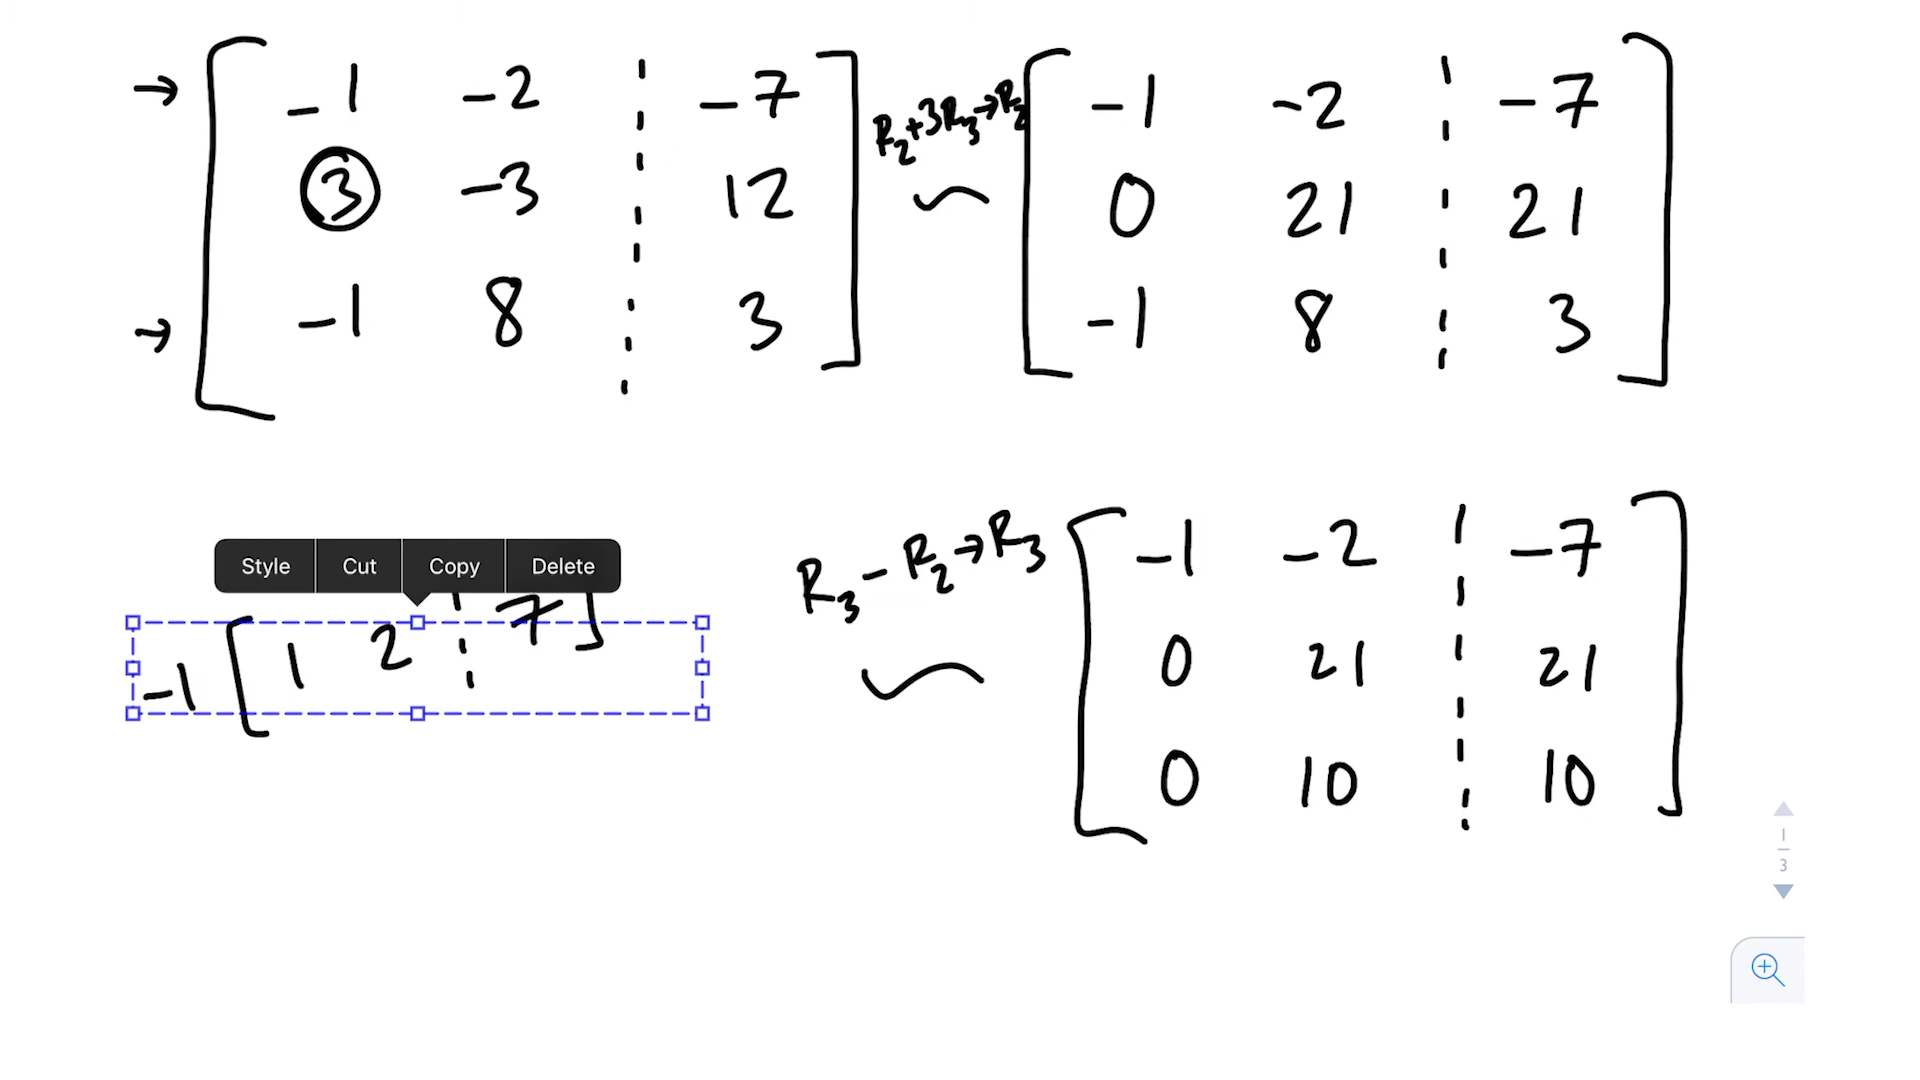 → [ -1 -2 ¦ -7 ] R₂+3R₃→R₂ [ -1 -2 ¦ -7 ]
3 -3 ¦ 12 ~ 0 21 ¦ 21
→ -1 8 ¦ 3 -1 8 ¦ 3
Style Cut Copy Delete
-1 [ 1 2 ¦ 7 ]
R₃ - R₂ → R₃ [ -1 -2 ¦ -7 ]
~ 0 21 ¦ 21
0 10 ¦ 10
1
3